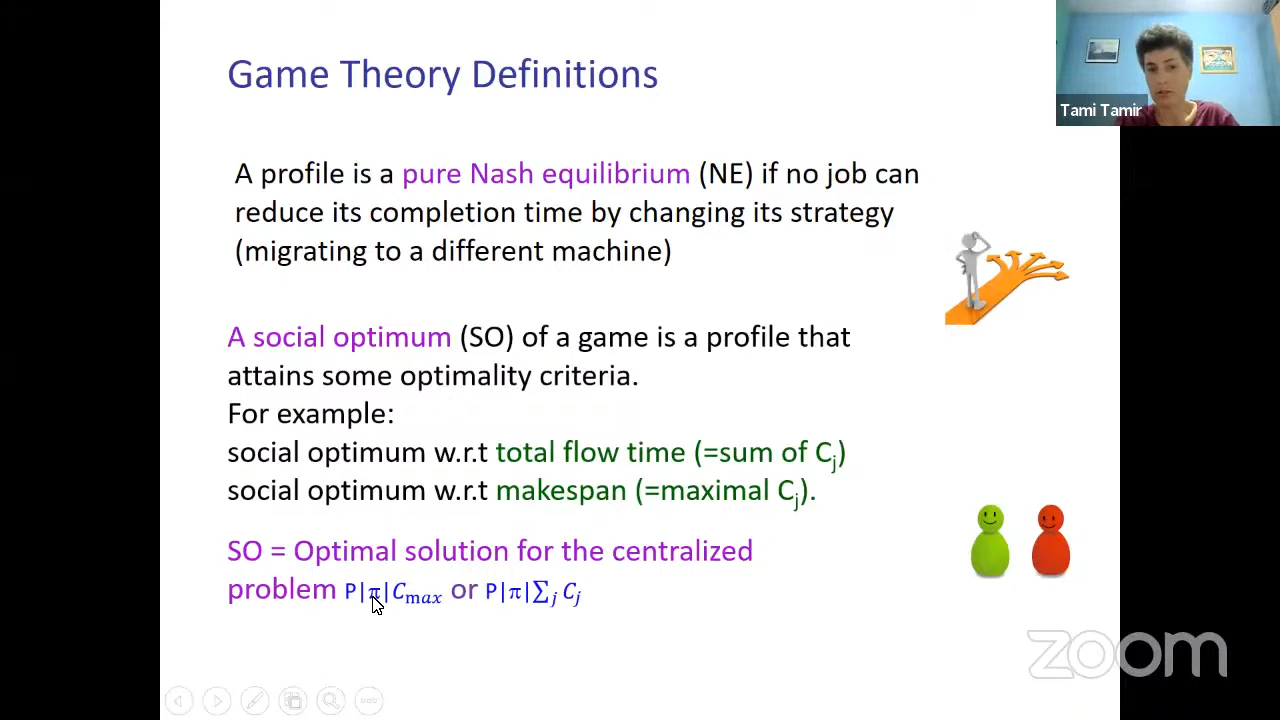 Game Theory Definitions
Tami Tamir
A profile is a pure Nash equilibrium (NE) if no job can
reduce its completion time by changing its strategy
(migrating to a different machine)
A social optimum (SO) of a game is a profile that
attains some optimality criteria.
For example:
social optimum w.r.t total flow time (=sum of Cj)
social optimum w.r.t makespan (=maximal Cj).
SO = Optimal solution for the centralized
problem P|π|Cmax or P|π|∑j Cj
zoom